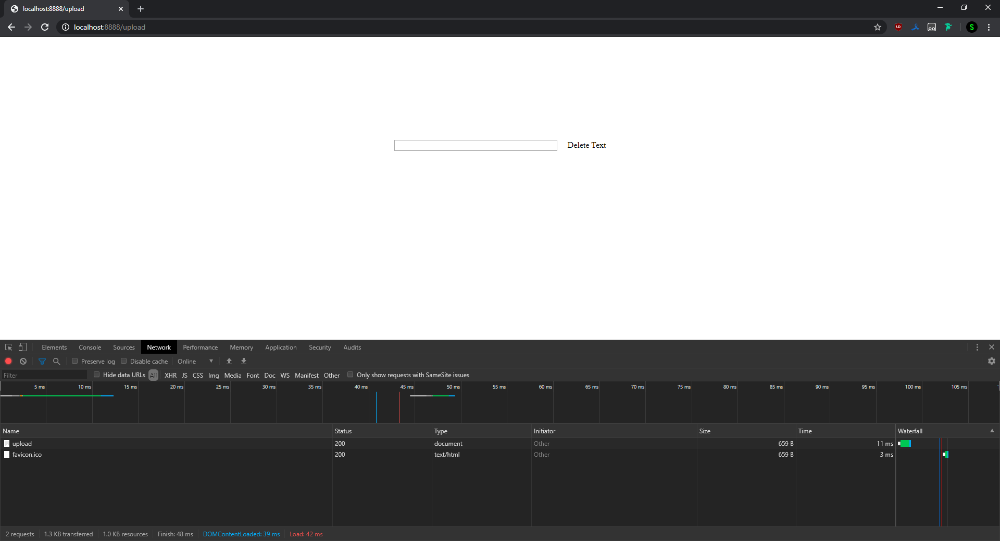 localhost:8888/upload
localhost:8888/upload
S
Delete Text
Elements Console Sources Network Performance Memory Application Security Audits
Preserve log Disable cache Online
Filter Hide data URLs All XHR JS CSS Img Media Font Doc WS Manifest Other Only show requests with SameSite issues
5 ms 10 ms 15 ms 20 ms 25 ms 30 ms 35 ms 40 ms 45 ms 50 ms 55 ms 60 ms 65 ms 70 ms 75 ms 80 ms 85 ms 90 ms 95 ms 100 ms 105 ms
Name Status Type Initiator Size Time Waterfall
upload 200 document Other 659 B 11 ms
favicon.ico 200 text/html Other 659 B 3 ms
2 requests 1.3 KB transferred 1.0 KB resources Finish: 48 ms DOMContentLoaded: 39 ms Load: 42 ms